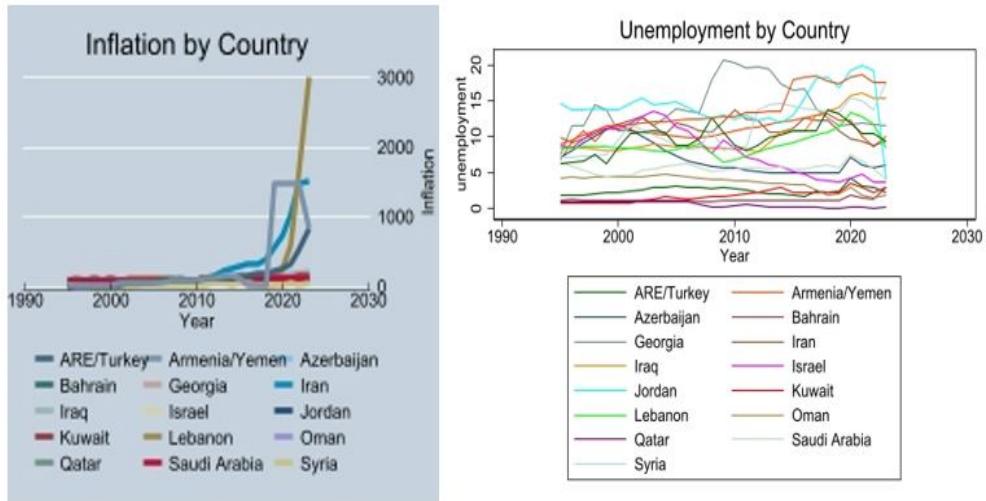 Inflation by Country
3000
2000
1000
0
Inflation
1990 2000 2010 2020 2030
Year
ARE/Turkey Armenia/Yemen Azerbaijan
Bahrain Georgia Iran
Iraq Israel Jordan
Kuwait Lebanon Oman
Qatar Saudi Arabia Syria
Unemployment by Country
unemployment
20
15
10
5
0
1990 2000 2010 2020 2030
Year
ARE/Turkey Armenia/Yemen
Azerbaijan Bahrain
Georgia Iran
Iraq Israel
Jordan Kuwait
Lebanon Oman
Qatar Saudi Arabia
Syria